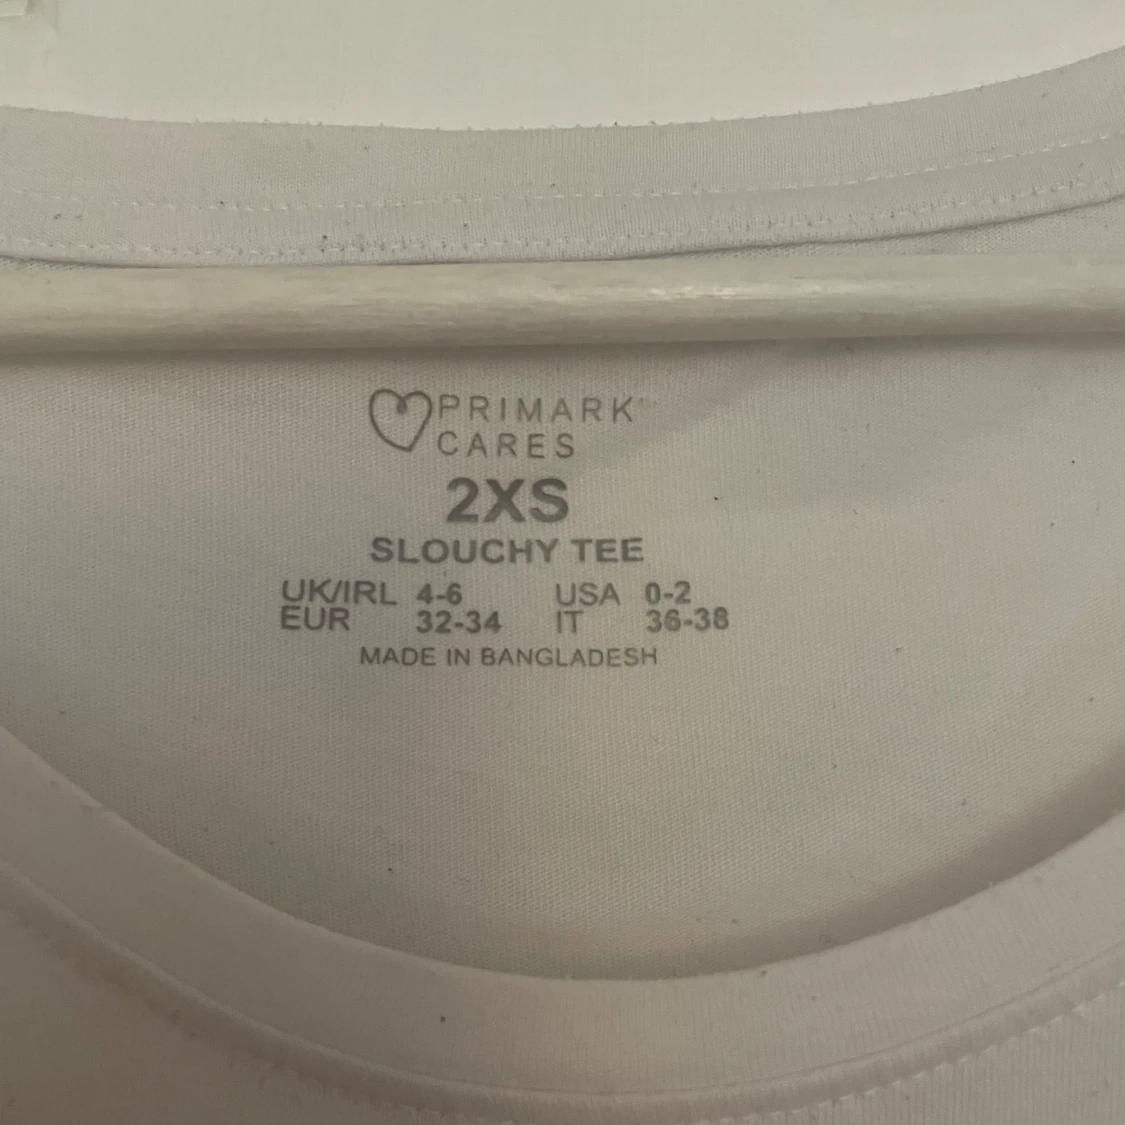 PRIMARK
CARES
2XS
SLOUCHY TEE
UK/IRL 4-6 USA 0-2
EUR 32-34 IT 36-38
MADE IN BANGLADESH